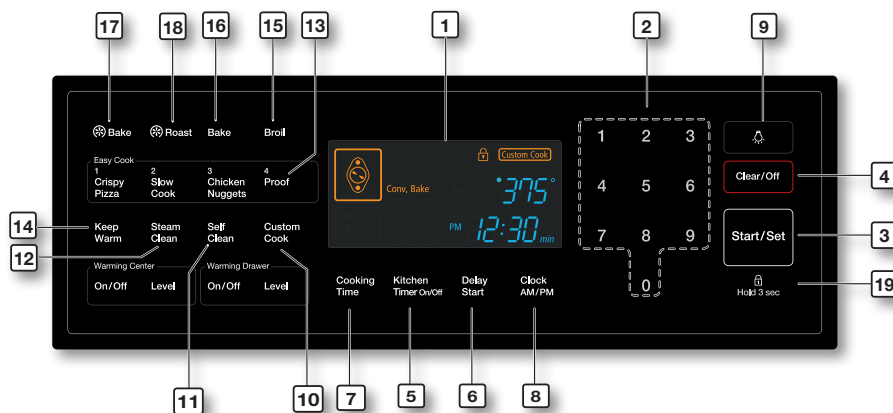 17 18 16 15 13 1 2 9
Bake Roast Bake Broil
Easy Cook
1 2 3 4
Crispy Pizza Slow Cook Chicken Nuggets Proof
Keep Warm Steam Clean Self Clean Custom Cook
Warming Center Warming Drawer
On/Off Level On/Off Level
Custom Cook
Conv, Bake 375°
PM 12:30 min
Cooking Time Kitchen Timer On/Off Delay Start Clock AM/PM
1 2 3
4 5 6
7 8 9
0
Clear/Off
Start/Set
Hold 3 sec
14
12
4
3
19
11 10 7 5 6 8